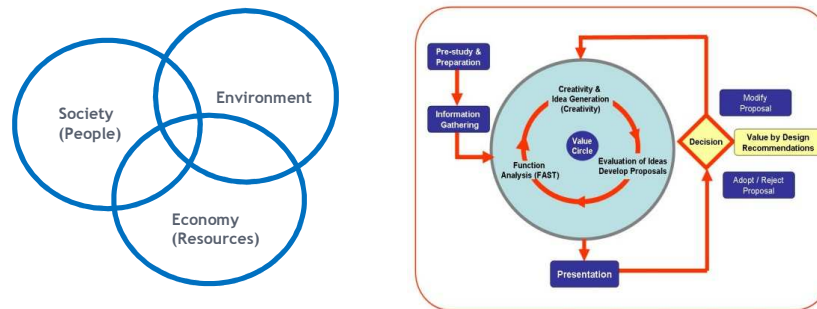 Society
(People)
Environment
Economy
(Resources)
Pre-study &
Preparation
Information
Gathering
Creativity &
Idea Generation
(Creativity)
Value
Circle
Function
Analysis (FAST)
Evaluation of Ideas
Develop Proposals
Presentation
Modify
Proposal
Decision
Value by Design
Recommendations
Adopt / Reject
Proposal